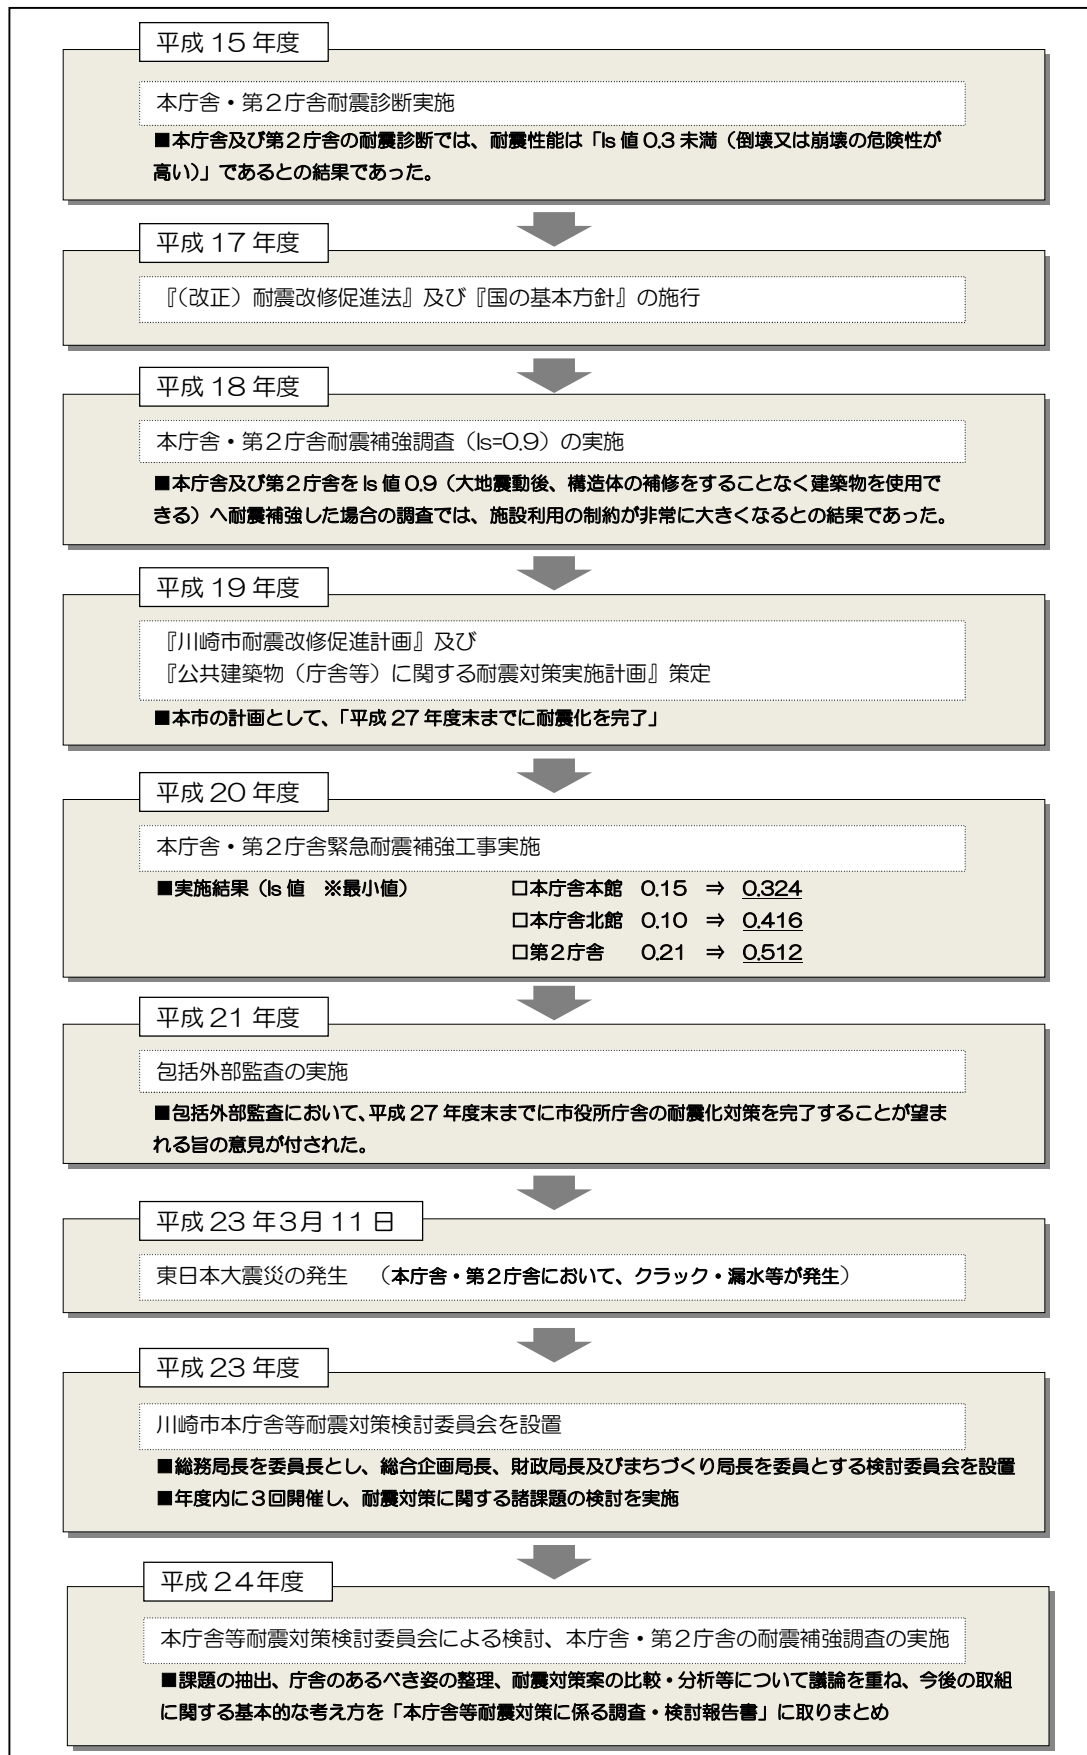 平成 15 年度
本庁舎・第２庁舎耐震診断実施
■本庁舎及び第２庁舎の耐震診断では、耐震性能は「Is 値 0.3 未満（倒壊又は崩壊の危険性が
高い）」であるとの結果であった。
平成 17 年度
『（改正）耐震改修促進法』及び『国の基本方針』の施行
平成 18 年度
本庁舎・第２庁舎耐震補強調査（Is=0.9）の実施
■本庁舎及び第２庁舎を Is 値 0.9（大地震動後、構造体の補修をすることなく建築物を使用で
きる）へ耐震補強した場合の調査では、施設利用の制約が非常に大きくなるとの結果であった。
平成 19 年度
『川崎市耐震改修促進計画』及び
『公共建築物（庁舎等）に関する耐震対策実施計画』策定
■本市の計画として、「平成 27 年度末までに耐震化を完了」
平成 20 年度
本庁舎・第２庁舎緊急耐震補強工事実施
■実施結果（Is 値　※最小値）　□本庁舎本館　0.15　⇒　0.324
□本庁舎北館　0.10　⇒　0.416
□第２庁舎　0.21　⇒　0.512
平成 21 年度
包括外部監査の実施
■包括外部監査において、平成 27 年度末までに市役所庁舎の耐震化対策を完了することが望ま
れる旨の意見が付された。
平成 23 年３月 11 日
東日本大震災の発生　（本庁舎・第２庁舎において、クラック・漏水等が発生）
平成 23 年度
川崎市本庁舎等耐震対策検討委員会を設置
■総務局長を委員長とし、総合企画局長、財政局長及びまちづくり局長を委員とする検討委員会を設置
■年度内に３回開催し、耐震対策に関する諸課題の検討を実施
平成 24年度
本庁舎等耐震対策検討委員会による検討、本庁舎・第２庁舎の耐震補強調査の実施
■課題の抽出、庁舎のあるべき姿の整理、耐震対策案の比較・分析等について議論を重ね、今後の取組
に関する基本的な考え方を「本庁舎等耐震対策に係る調査・検討報告書」に取りまとめ